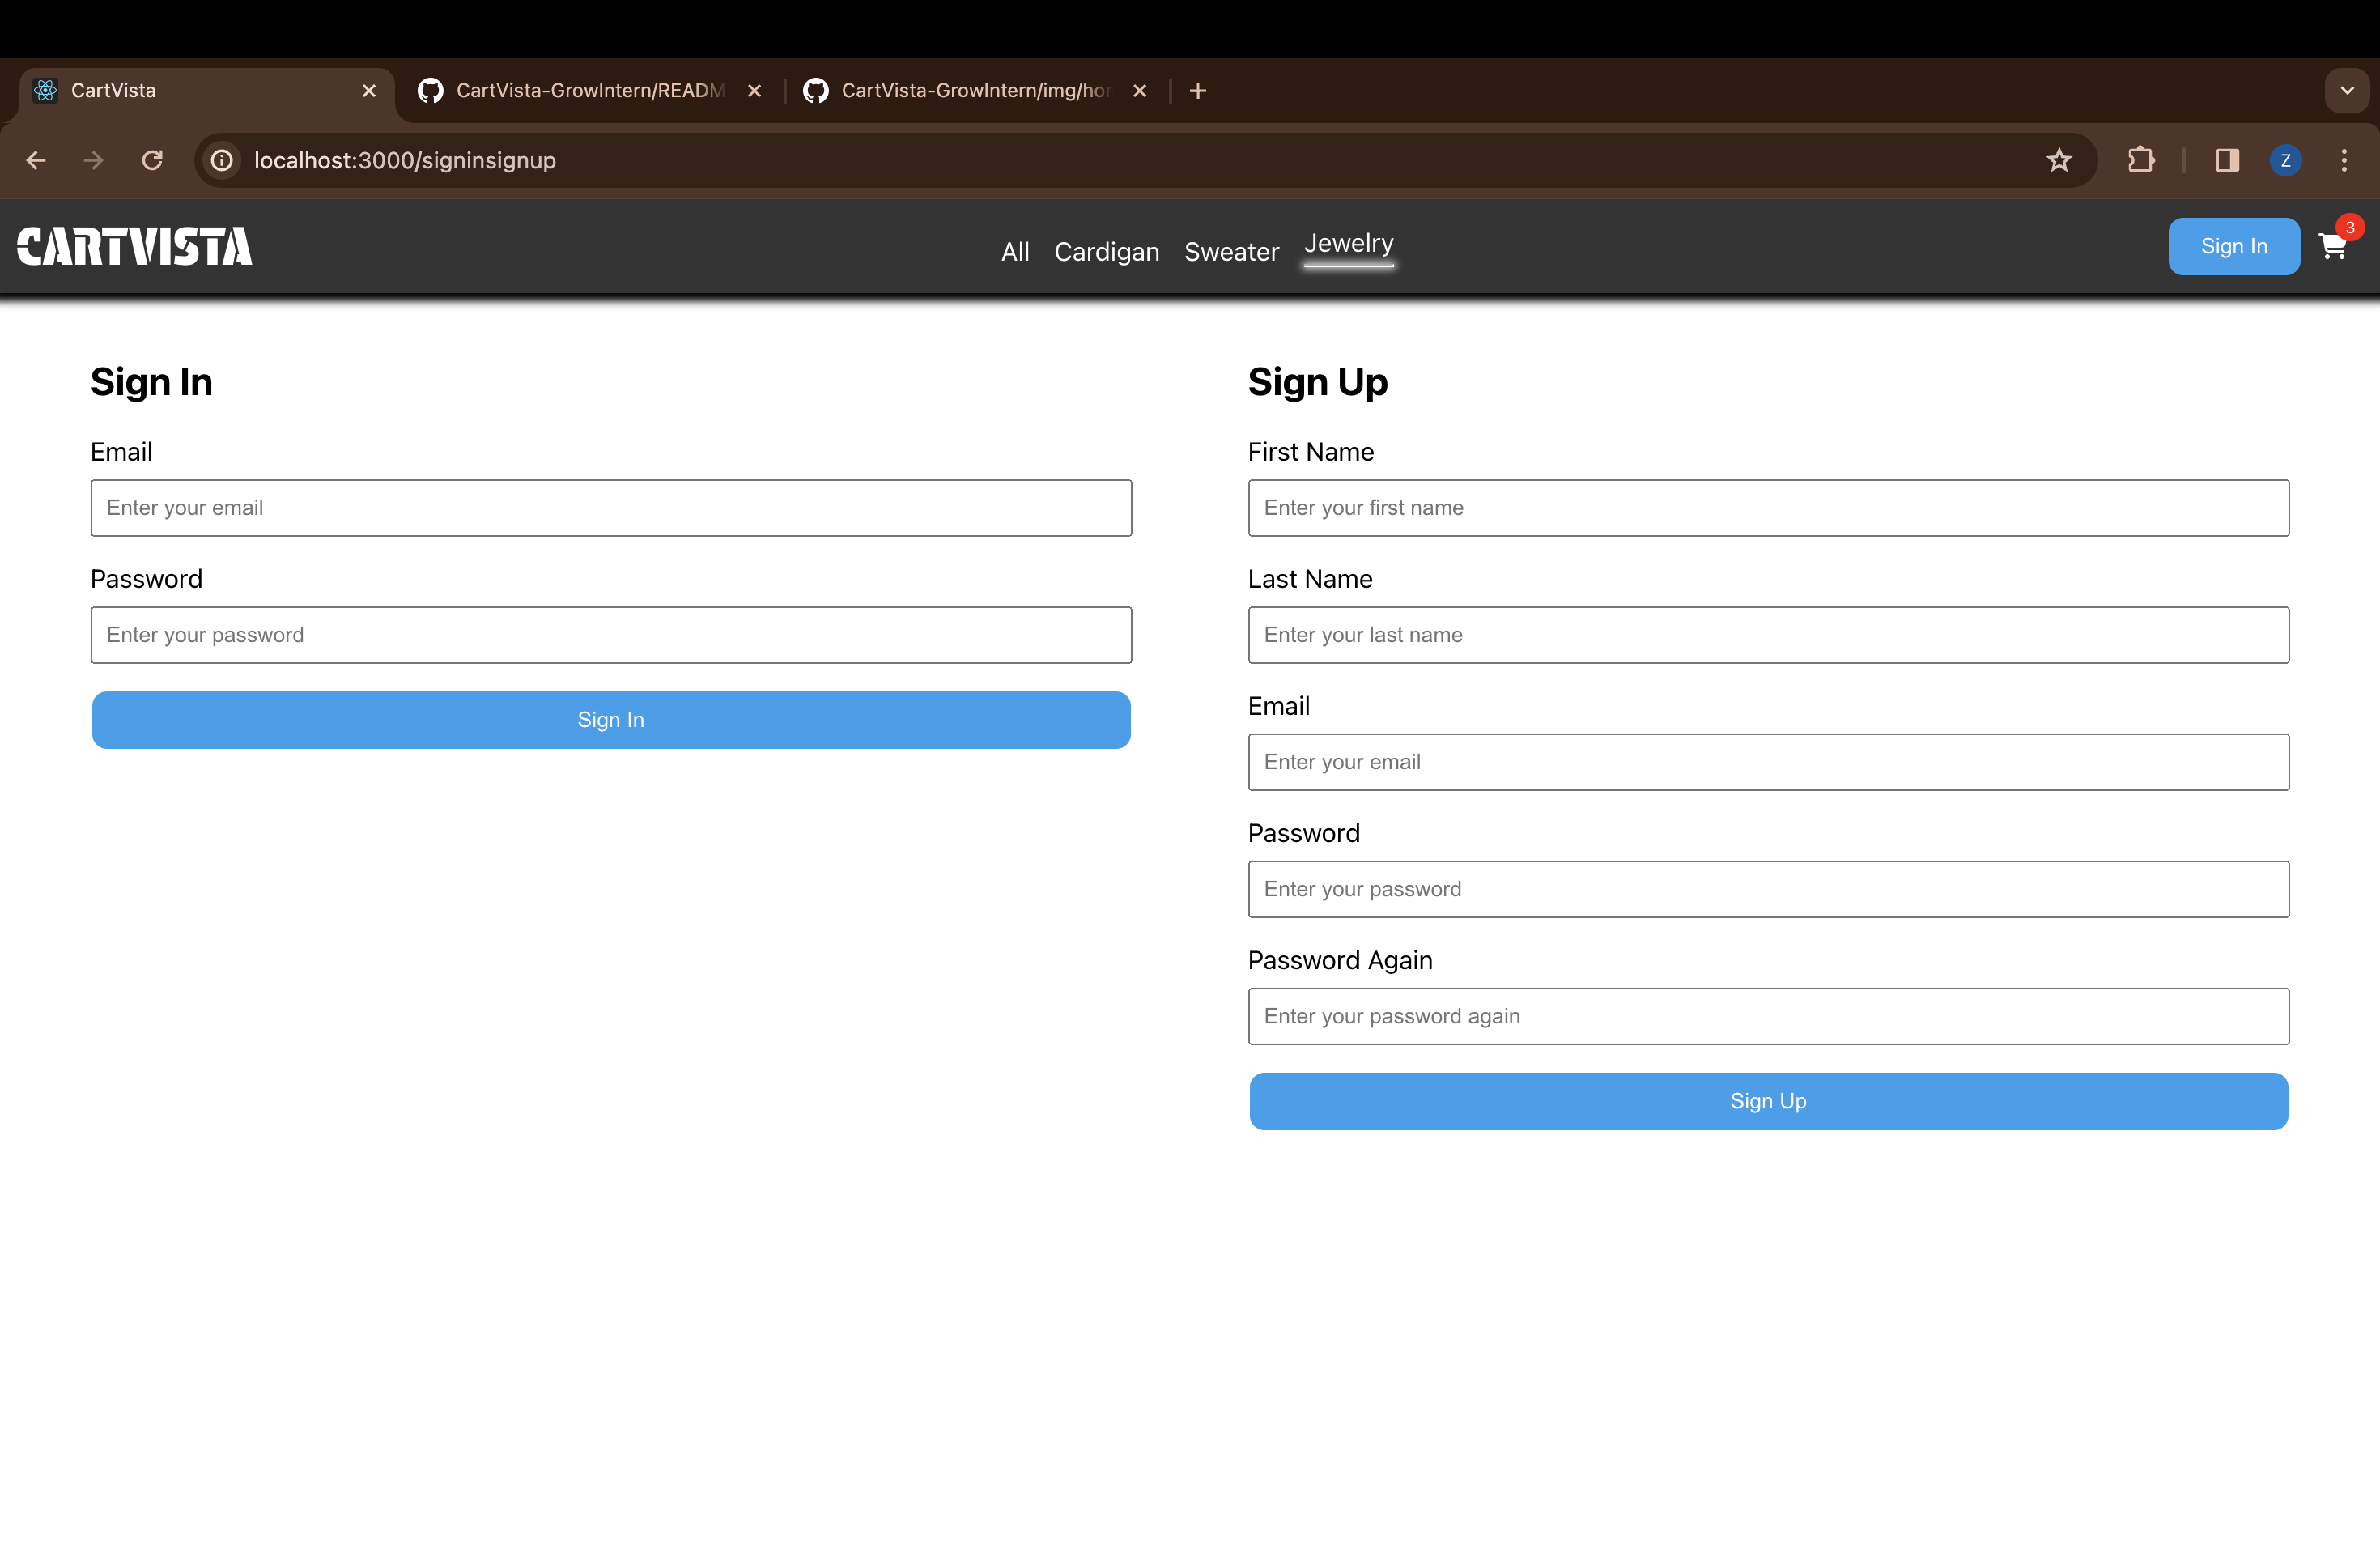 CartVista
CartVista-GrowIntern/READM
CartVista-GrowIntern/img/hor
localhost:3000/signinsignup
Z
CARTVISTA
All Cardigan Sweater Jewelry
Sign In
3
Sign In
Email
Enter your email
Password
Enter your password
Sign In
Sign Up
First Name
Enter your first name
Last Name
Enter your last name
Email
Enter your email
Password
Enter your password
Password Again
Enter your password again
Sign Up